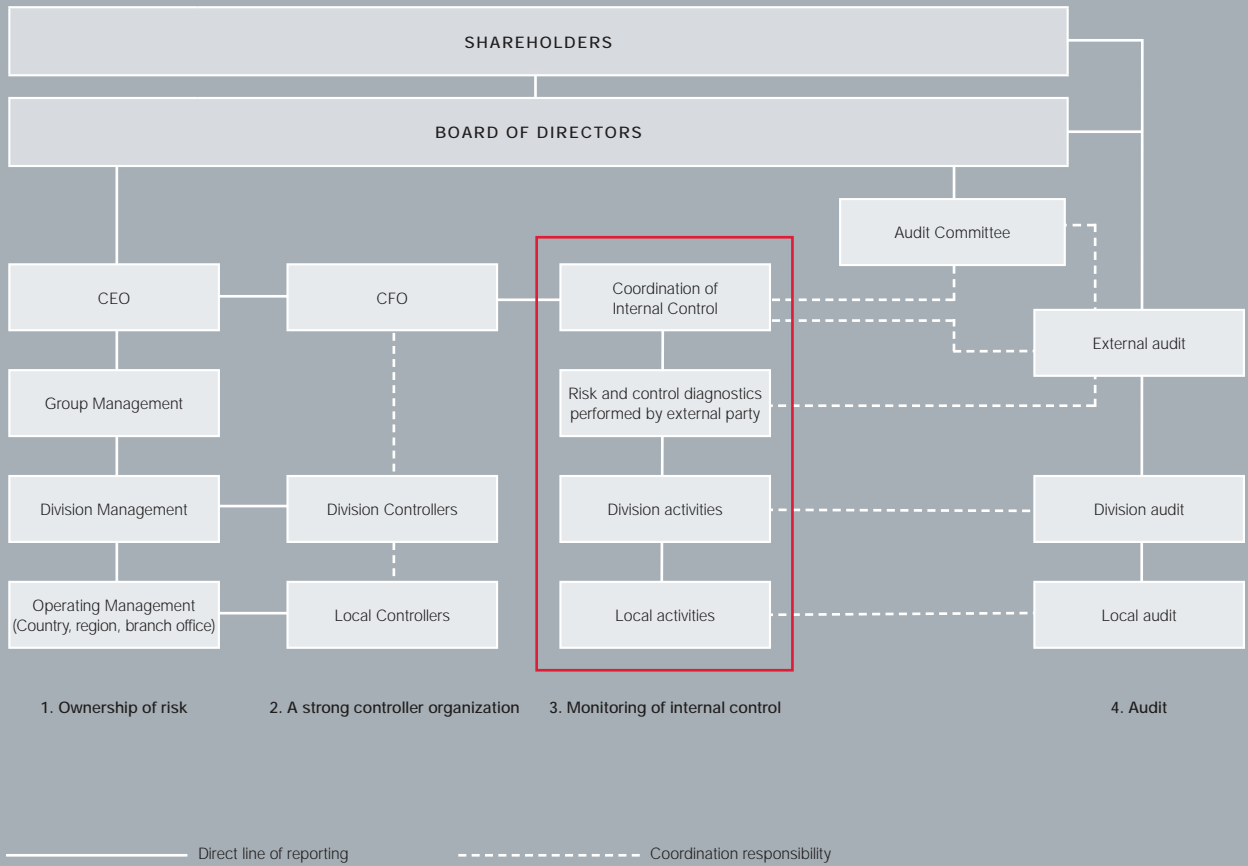 SHAREHOLDERS
BOARD OF DIRECTORS
Audit Committee
CEO
CFO
Coordination of
Internal Control
External audit
Group Management
Risk and control diagnostics
performed by external party
Division Management
Division Controllers
Division activities
Division audit
Operating Management
(Country, region, branch office)
Local Controllers
Local activities
Local audit
1. Ownership of risk
2. A strong controller organization
3. Monitoring of internal control
4. Audit
Direct line of reporting
Coordination responsibility